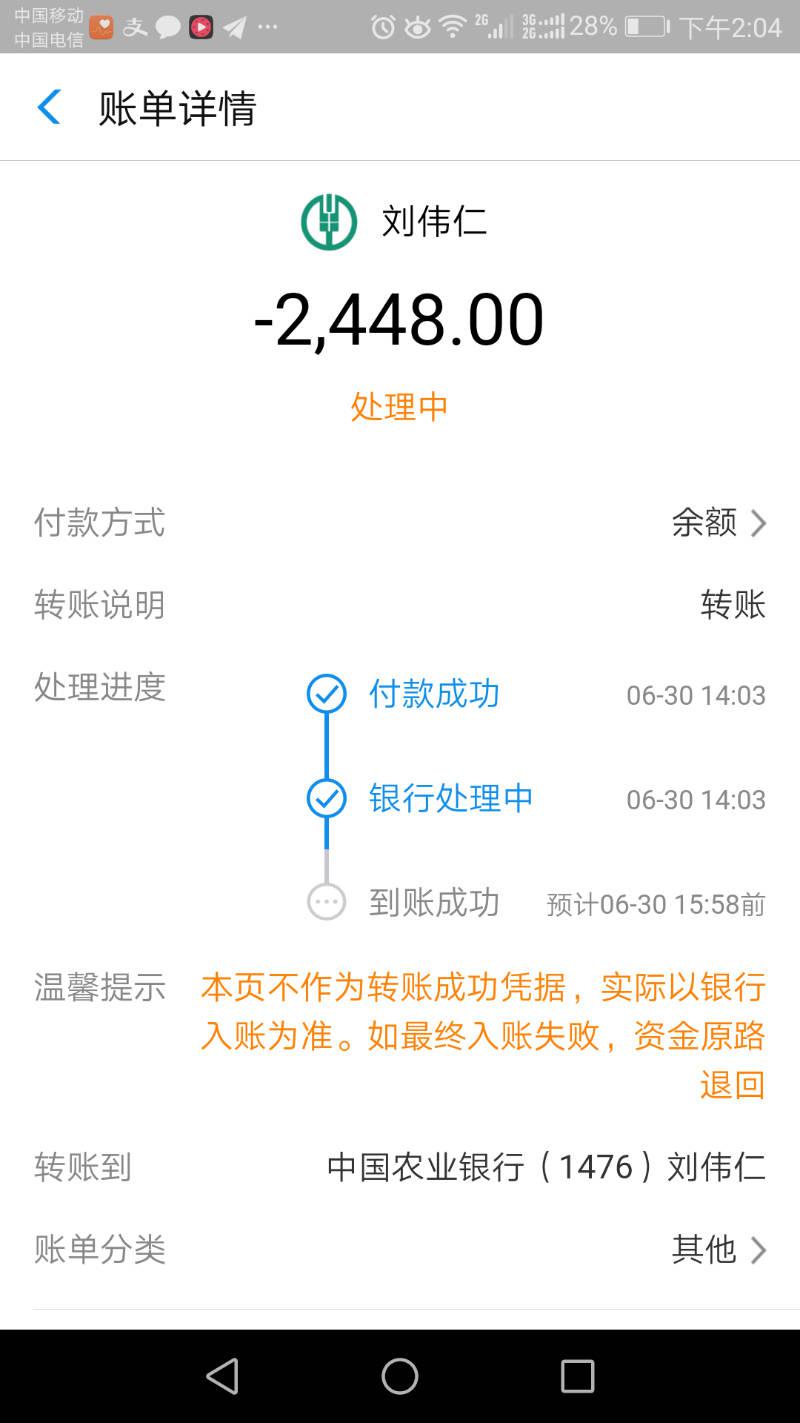 中国移动
中国电信
2G 3G 2G 28% 下午2:04
账单详情
刘伟仁
-2,448.00
处理中
付款方式 余额
转账说明 转账
处理进度 付款成功 06-30 14:03
银行处理中 06-30 14:03
到账成功 预计06-30 15:58前
温馨提示 本页不作为转账成功凭据，实际以银行
入账为准。如最终入账失败，资金原路
退回
转账到 中国农业银行（1476）刘伟仁
账单分类 其他